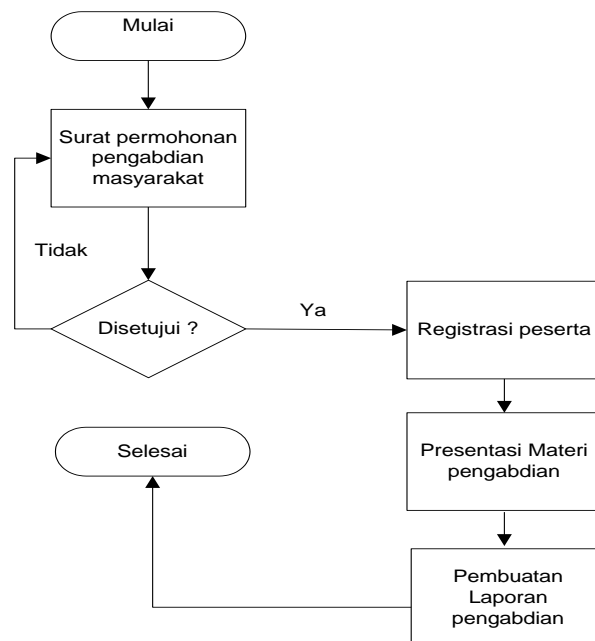 Mulai
Surat permohonan
pengabdian
masyarakat
Tidak
Disetujui ?
Ya
Registrasi peserta
Presentasi Materi
pengabdian
Pembuatan
Laporan
pengabdian
Selesai